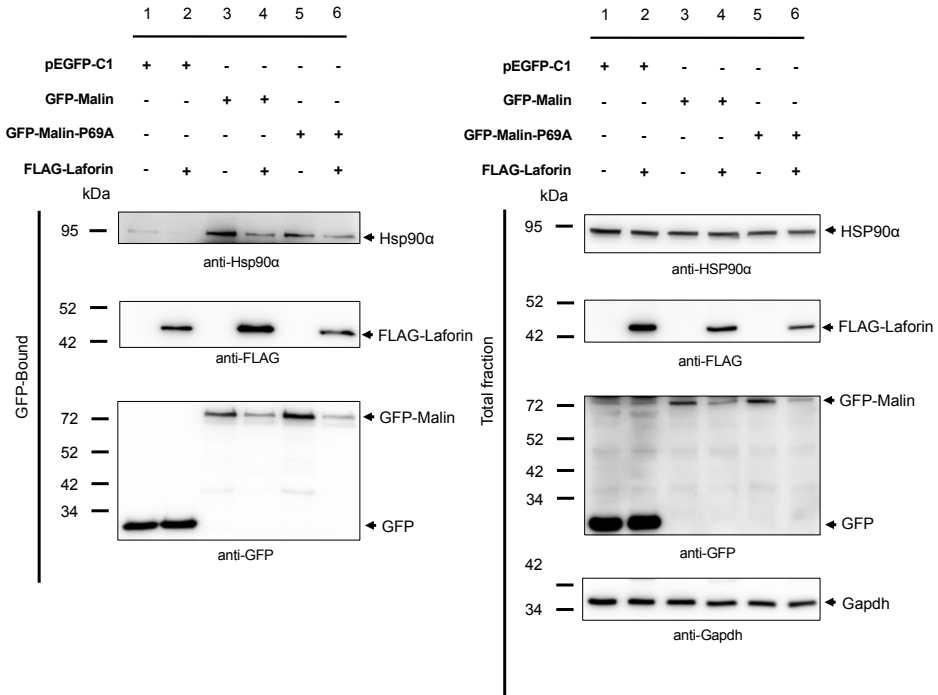 1 2 3 4 5 6
pEGFP-C1 + + - - - -
GFP-Malin - - + + - -
GFP-Malin-P69A - - - - + +
FLAG-Laforin - + - + - +
kDa
GFP-Bound
95
Hsp90α
anti-Hsp90α
52
42
FLAG-Laforin
anti-FLAG
72
52
42
34
GFP-Malin
GFP
anti-GFP
1 2 3 4 5 6
pEGFP-C1 + + - - - -
GFP-Malin - - + + - -
GFP-Malin-P69A - - - - + +
FLAG-Laforin - + - + - +
kDa
Total fraction
95
HSP90α
anti-HSP90α
52
42
FLAG-Laforin
anti-FLAG
72
52
42
34
GFP-Malin
GFP
anti-GFP
42
34
Gapdh
anti-Gapdh